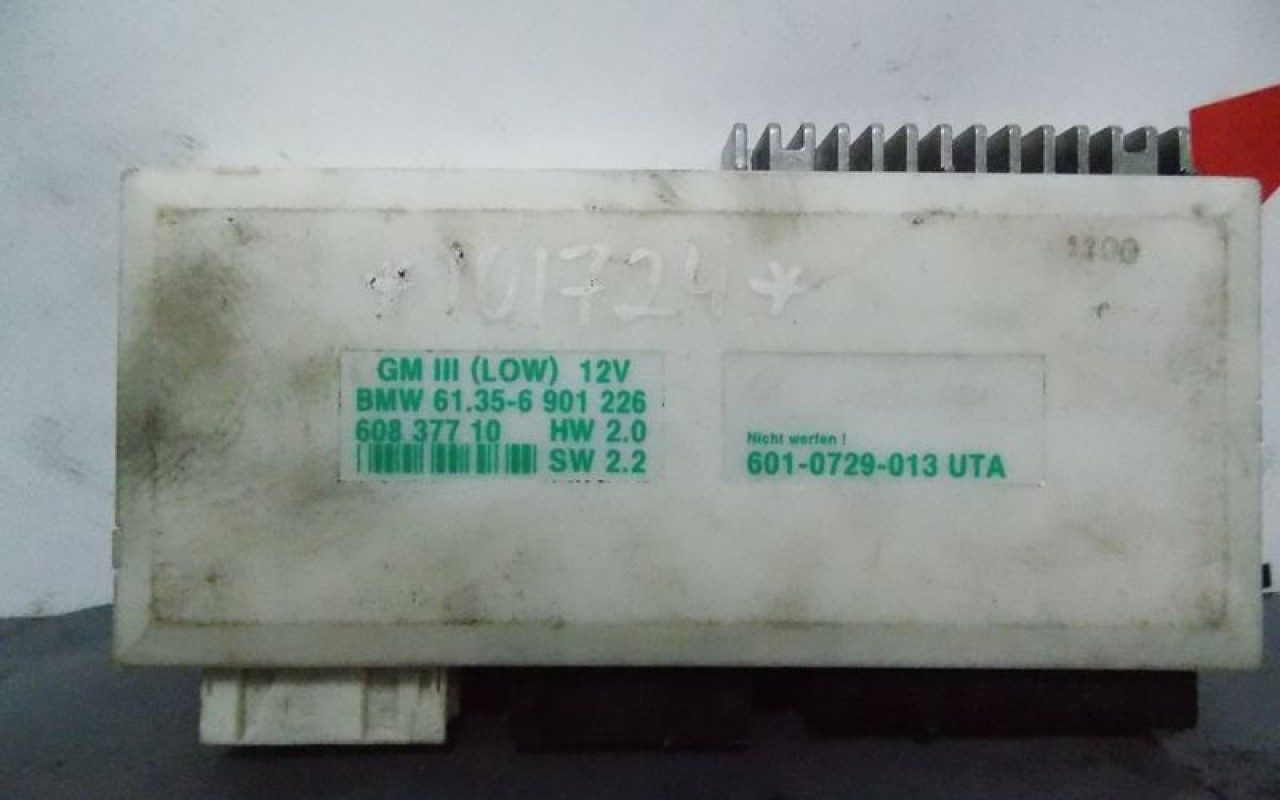 *101724*
GM III (LOW) 12V
BMW 61.35-6 901 226
608 377 10 HW 2.0
SW 2.2
Nicht werfen !
601-0729-013 UTA